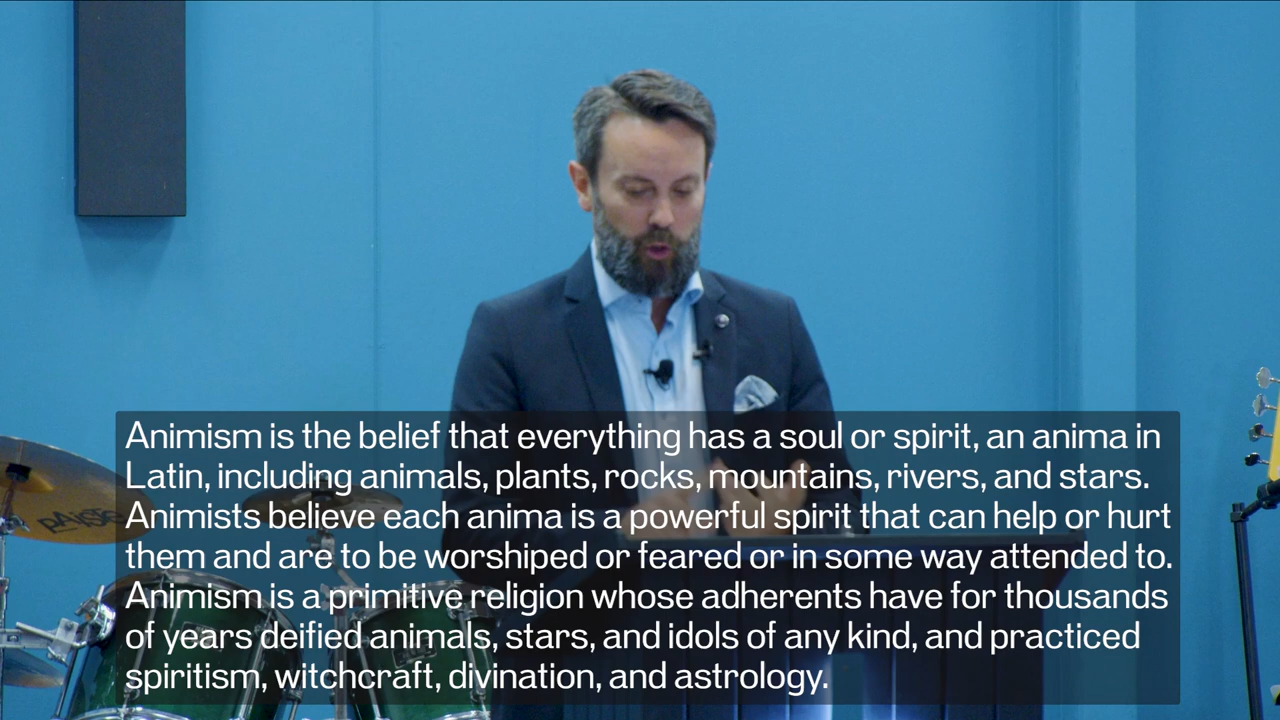 Animism is the belief that everything has a soul or spirit, an anima in
Latin, including animals, plants, rocks, mountains, rivers, and stars.
Animists believe each anima is a powerful spirit that can help or hurt
them and are to be worshiped or feared or in some way attended to.
Animism is a primitive religion whose adherents have for thousands
of years deified animals, stars, and idols of any kind, and practiced
spiritism, witchcraft, divination, and astrology.
PAiSTe